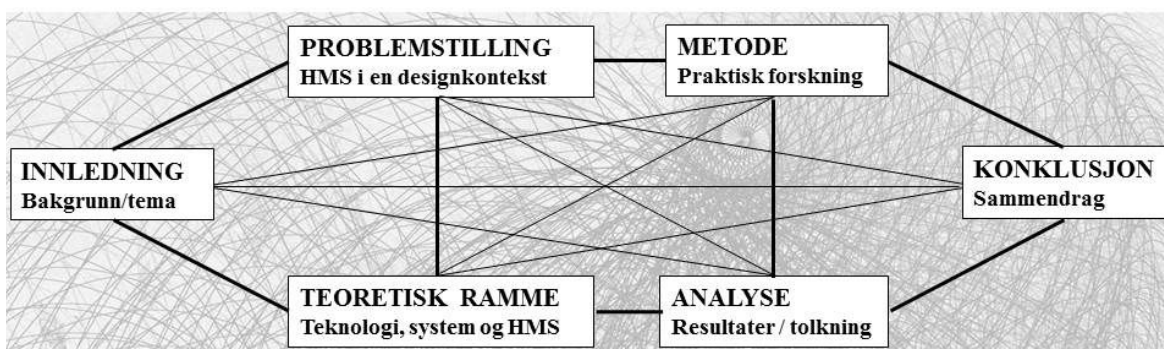 PROBLEMSTILLING
HMS i en designkontekst
METODE
Praktisk forskning
INNLEDNING
Bakgrunn/tema
KONKLUSJON
Sammendrag
TEORETISK RAMME
Teknologi, system og HMS
ANALYSE
Resultater / tolkning